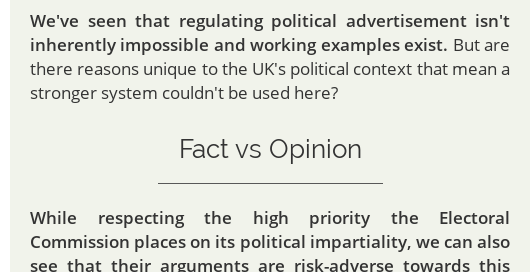 We've seen that regulating political advertisement isn't
inherently impossible and working examples exist. But are
there reasons unique to the UK's political context that mean a
stronger system couldn't be used here?
Fact vs Opinion
While respecting the high priority the Electoral
Commission places on its political impartiality, we can also
see that their arguments are risk-adverse towards this